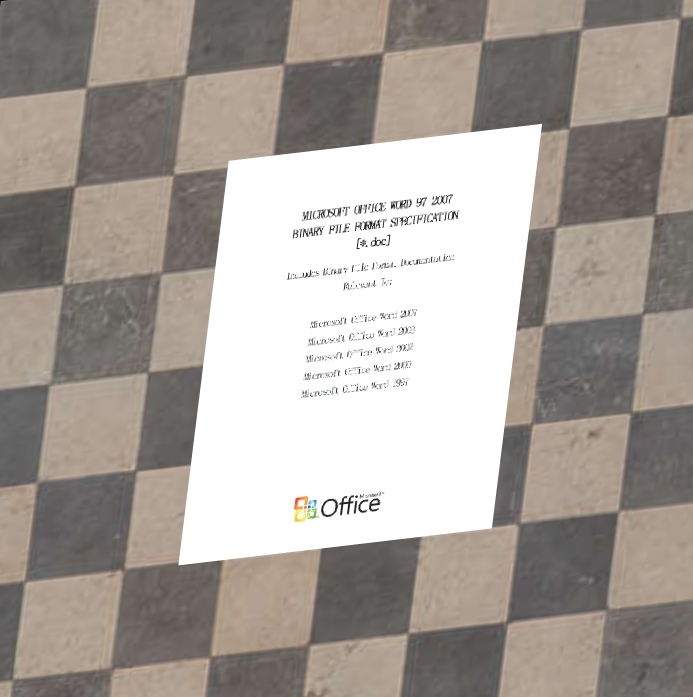 MICROSOFT OFFICE WORD 97 2007
BINARY FILE FORMAT SPECIFICATION
[*.doc]
Includes Binary File Format Documentation
Relevant To:
Microsoft Office Word 2007
Microsoft Office Word 2003
Microsoft Office Word 2002
Microsoft Office Word 2000
Microsoft Office Word 1997
Microsoft
Office